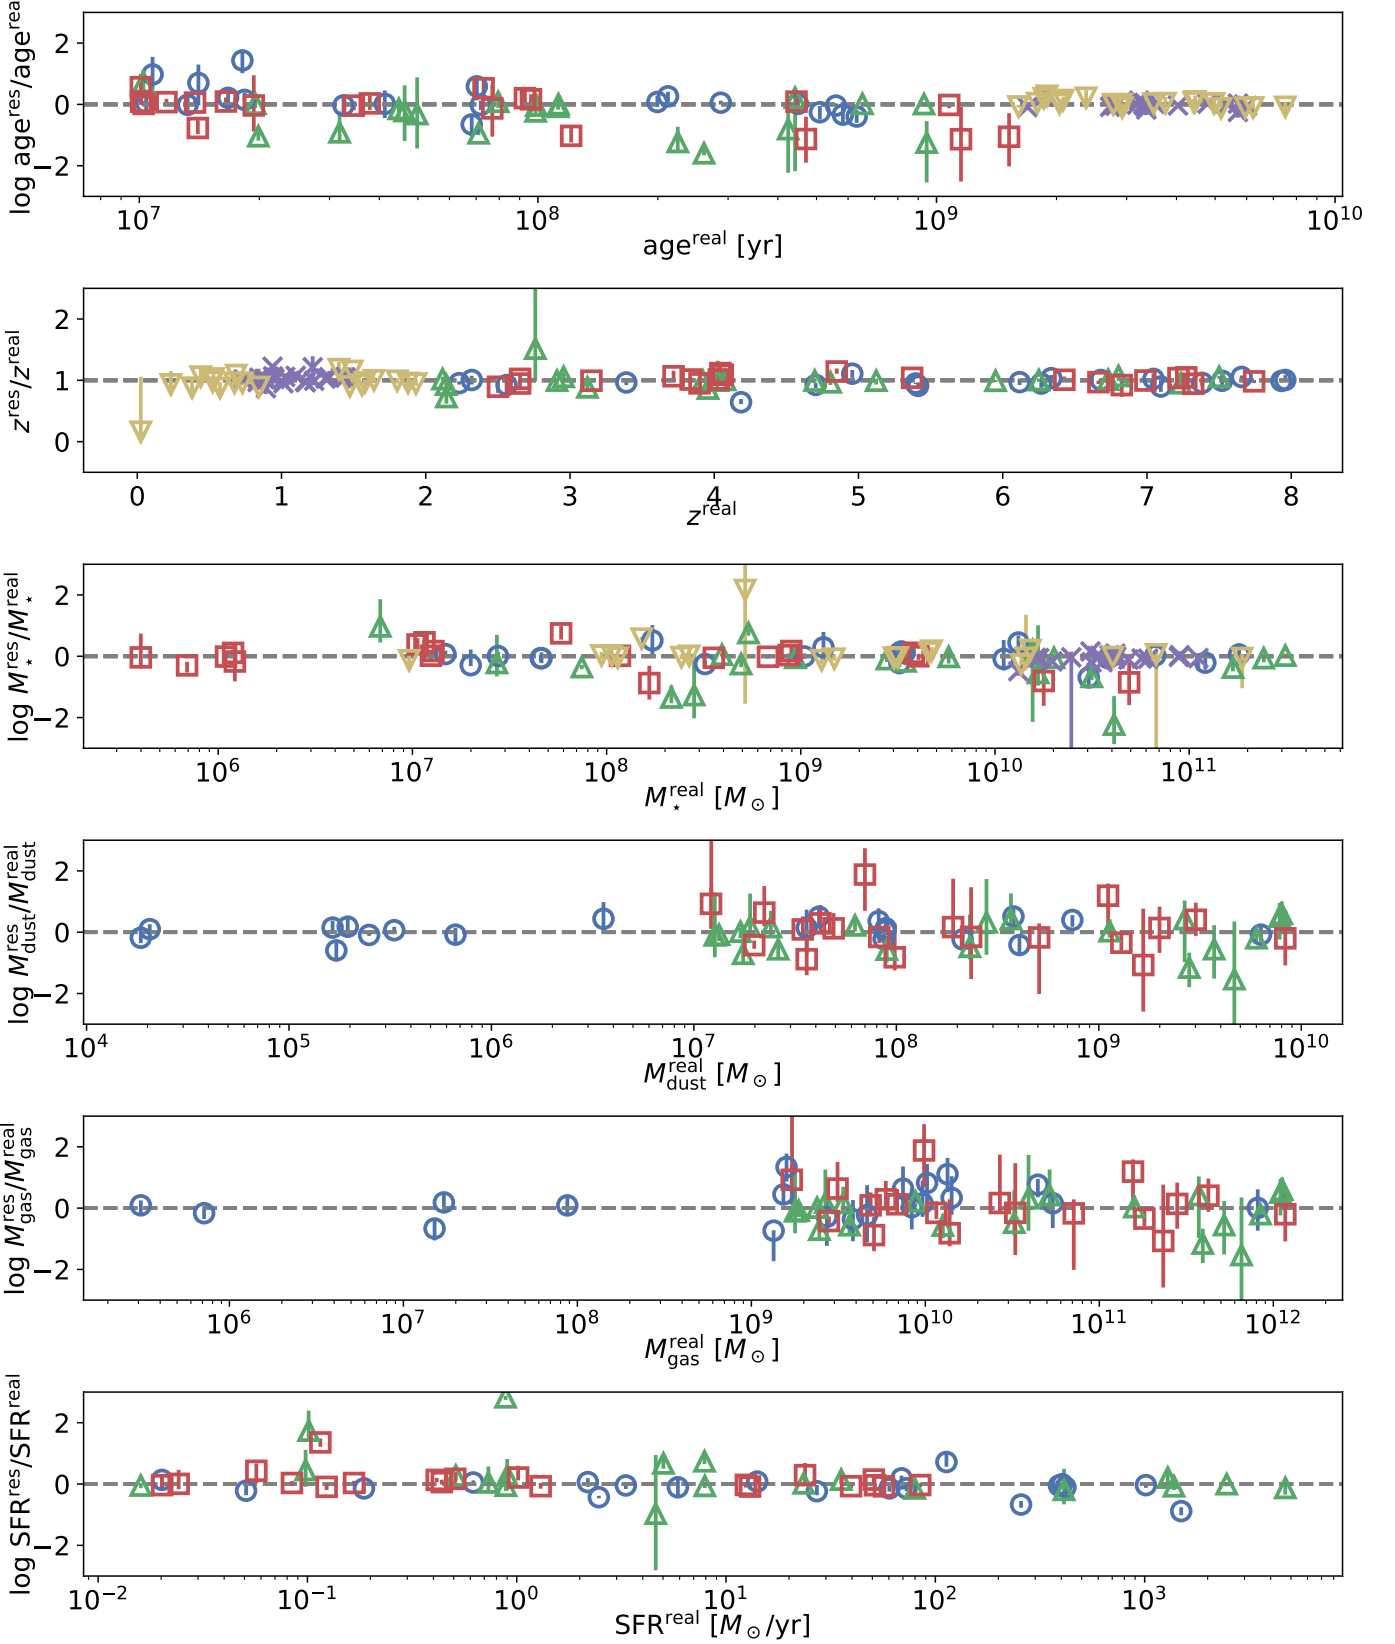 log age^res/age^real
2
0
−2
10^7 10^8 10^9 10^10
age^real [yr]
z^res/z^real
2
1
0
0 1 2 3 4 5 6 7 8
z^real
log M⋆^res/M⋆^real
2
0
−2
10^6 10^7 10^8 10^9 10^10 10^11
M⋆^real [M⊙]
log M_dust^res/M_dust^real
2
0
−2
10^4 10^5 10^6 10^7 10^8 10^9 10^10
M_dust^real [M⊙]
log M_gas^res/M_gas^real
2
0
−2
10^6 10^7 10^8 10^9 10^10 10^11 10^12
M_gas^real [M⊙]
log SFR^res/SFR^real
2
0
−2
10^−2 10^−1 10^0 10^1 10^2 10^3
SFR^real [M⊙/yr]